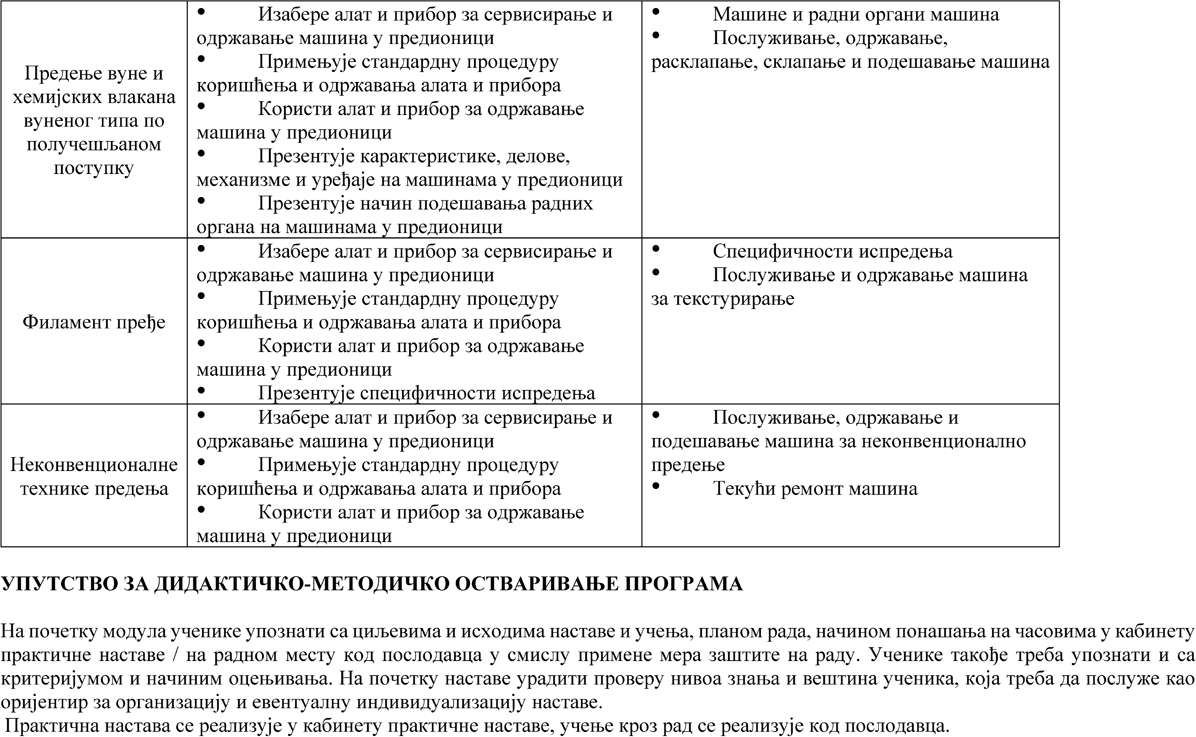 Предење вуне и
хемијских влакана
вуненог типа по
получешљаном
поступку
• Изабере алат и прибор за сервисирање и
одржавање машина у предионици
• Примењује стандардну процедуру
коришћења и одржавања алата и прибора
• Користи алат и прибор за одржавање
машина у предионици
• Презентује карактеристике, делове,
механизме и уређаје на машинама у предионици
• Презентује начин подешавања радних
органа на машинама у предионици
• Машине и радни органи машина
• Послуживање, одржавање,
расклапање, склапање и подешавање машина
Филамент пређе
• Изабере алат и прибор за сервисирање и
одржавање машина у предионици
• Примењује стандардну процедуру
коришћења и одржавања алата и прибора
• Користи алат и прибор за одржавање
машина у предионици
• Презентује специфичности испредења
• Специфичности испредења
• Послуживање и одржавање машина
за текстурирање
Неконвенционалне
технике предења
• Изабере алат и прибор за сервисирање и
одржавање машина у предионици
• Примењује стандардну процедуру
коришћења и одржавања алата и прибора
• Користи алат и прибор за одржавање
машина у предионици
• Послуживање, одржавање и
подешавање машина за неконвенционално
предење
• Текући ремонт машина
УПУТСТВО ЗА ДИДАКТИЧКО-МЕТОДИЧКО ОСТВАРИВАЊЕ ПРОГРАМА
На почетку модула ученике упознати са циљевима и исходима наставе и учења, планом рада, начином понашања на часовима у кабинету
практичне наставе / на радном месту код послодавца у смислу примене мера заштите на раду. Ученике такође треба упознати и са
критеријумом и начиним оцењивања. На почетку наставе урадити проверу нивоа знања и вештина ученика, која треба да послуже као
оријентир за организацију и евентуалну индивидуализацију наставе.
Практична настава се реализује у кабинету практичне наставе, учење кроз рад се реализује код послодавца.